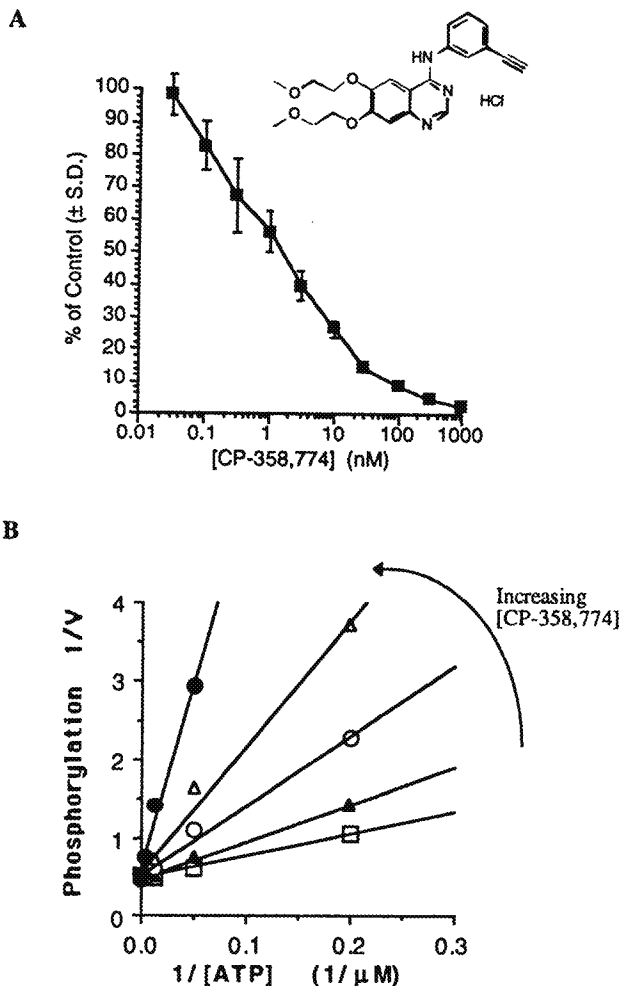 A
% of Control (± S.D.)
100
90
80
70
60
50
40
30
20
10
0
0.01
0.1
1
10
100
1000
[CP-358,774] (nM)
HN
N
N
O
O
O
O
HCl
B
Phosphorylation 1/V
4
3
2
1
0
0.0
0.1
0.2
0.3
1/[ATP] (1/µM)
Increasing
[CP-358,774]